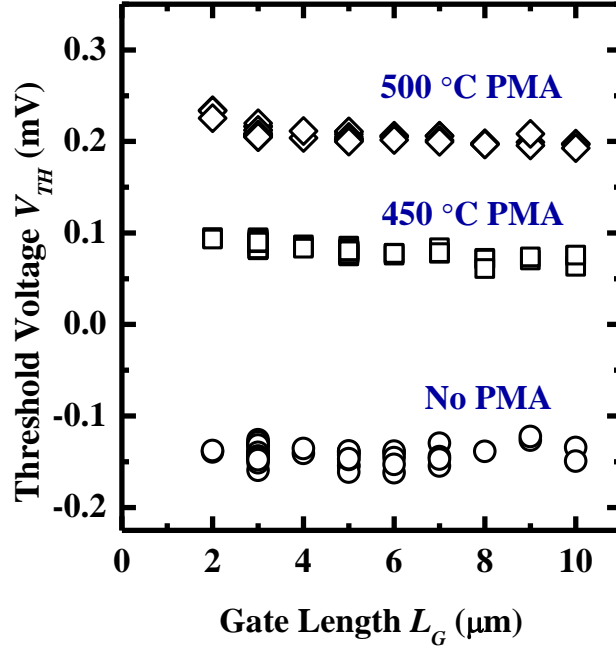 0.3
0.2
0.1
0.0
-0.1
-0.2
Threshold Voltage V_TH (mV)
500 °C PMA
450 °C PMA
No PMA
0 2 4 6 8 10
Gate Length L_G (μm)